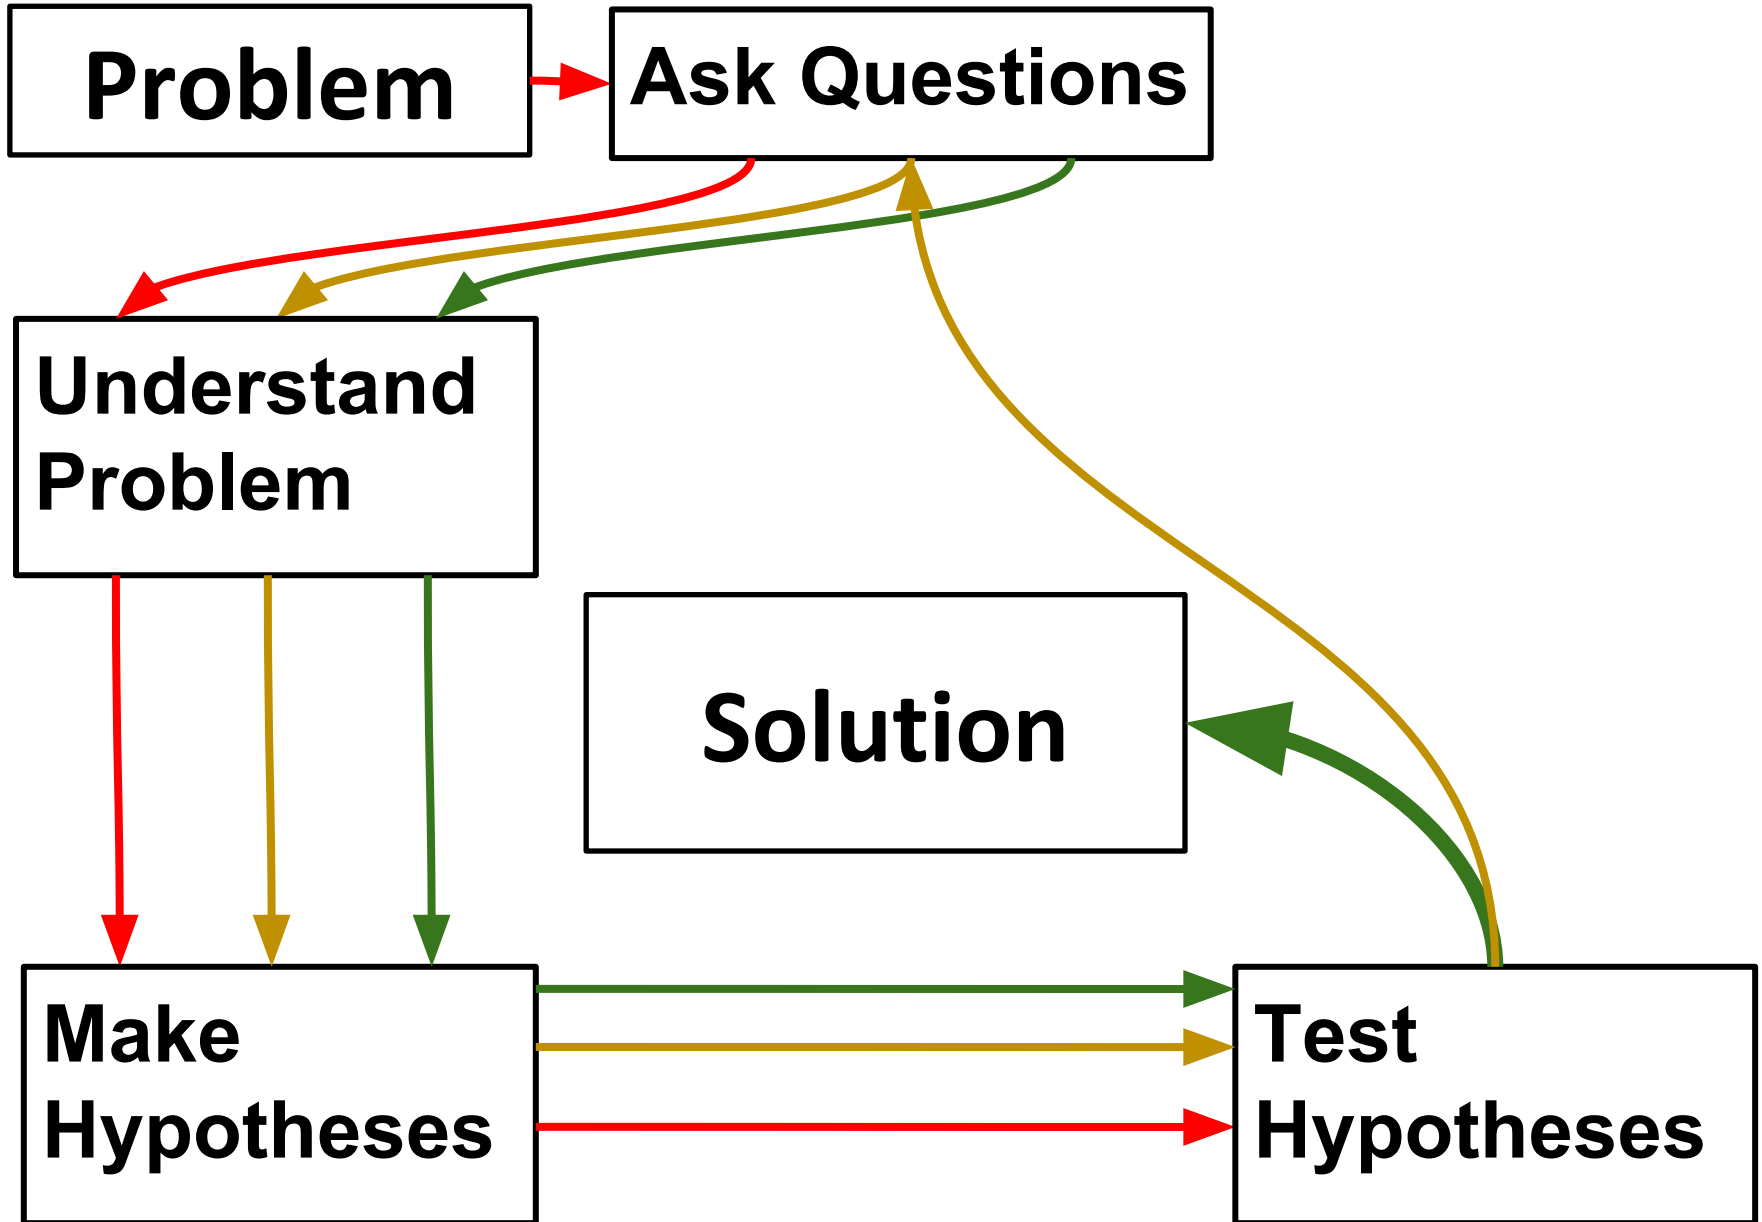 Problem
Ask Questions
Understand
Problem
Solution
Make
Hypotheses
Test
Hypotheses